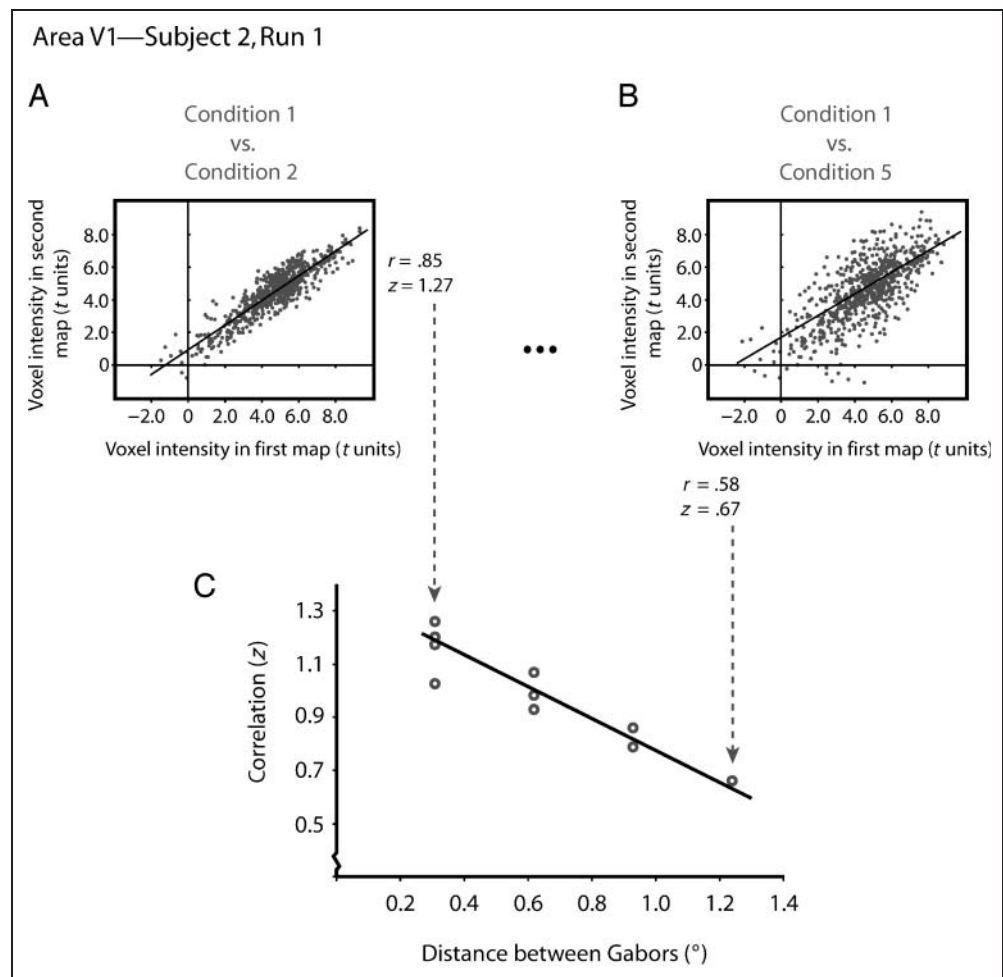 Area V1—Subject 2, Run 1
A
Condition 1
vs.
Condition 2
Voxel intensity in second
map (t units)
8.0
6.0
4.0
2.0
0
−2.0 0 2.0 4.0 6.0 8.0
Voxel intensity in first map (t units)
r = .85
z = 1.27
B
Condition 1
vs.
Condition 5
Voxel intensity in second
map (t units)
8.0
6.0
4.0
2.0
0
−2.0 0 2.0 4.0 6.0 8.0
Voxel intensity in first map (t units)
r = .58
z = .67
C
Correlation (z)
1.3
1.1
0.9
0.7
0.5
0.2 0.4 0.6 0.8 1.0 1.2 1.4
Distance between Gabors (°)